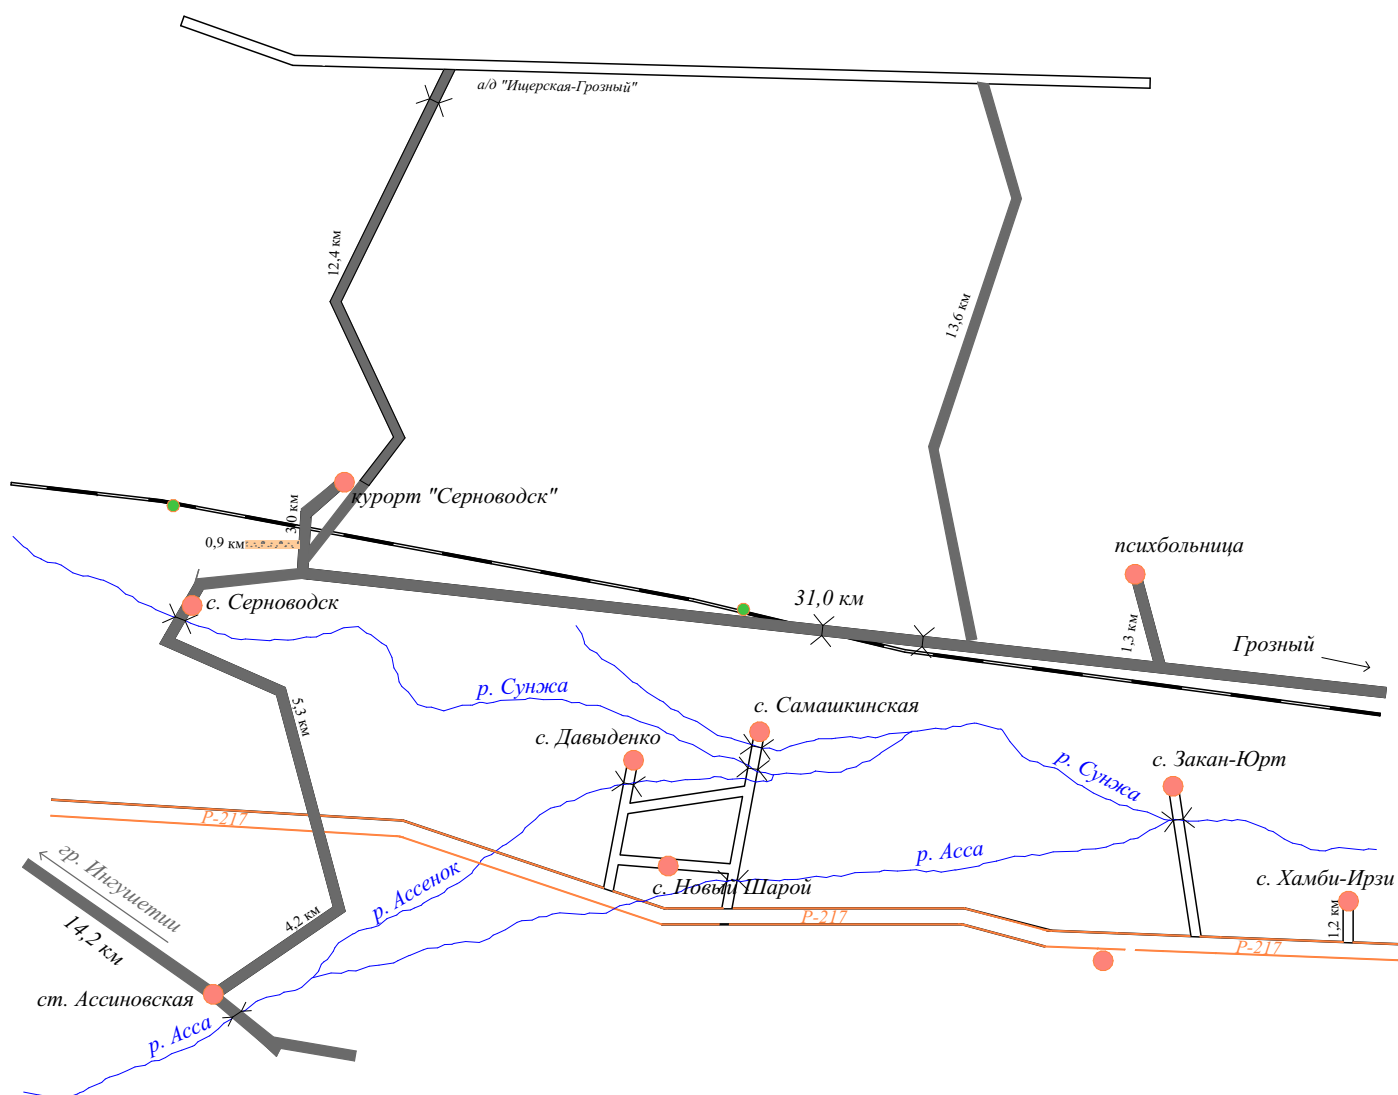 а/д "Ищерская-Грозный"
12,4 км
13,6 км
курорт "Серноводск"
3,0 км
0,9 км
психбольница
с. Серноводск
31,0 км
1,3 км
Грозный
р. Сунжа
5,3 км
с. Самашкинская
с. Давыденко
р. Сунжа
с. Закан-Юрт
Р-217
р. Асса
гр. Ингушетии
р. Ассенок
с. Новый Шарой
с. Хамби-Ирзи
14,2 км
4,2 км
Р-217
1,2 км
Р-217
ст. Ассиновская
р. Асса